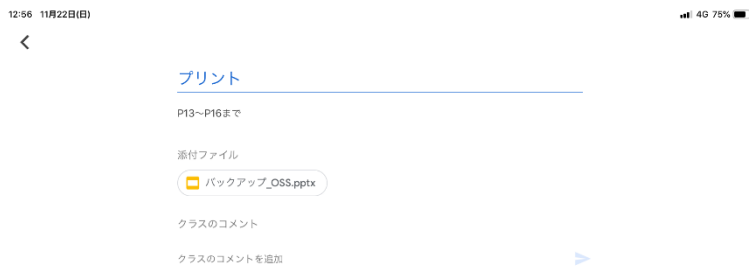 12:56 11月22日(日) 4G 75%
プリント
P13〜P16まで
添付ファイル
バックアップ_OSS.pptx
クラスのコメント
クラスのコメントを追加